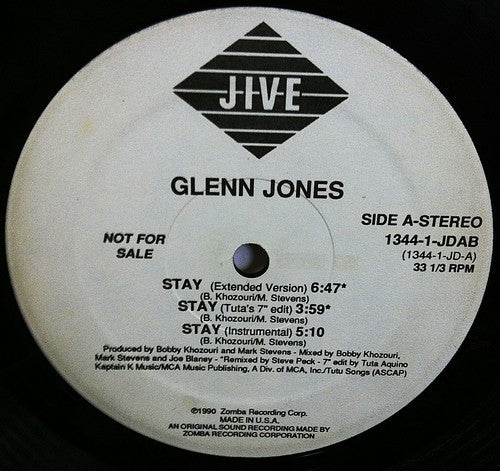 JIVE
GLENN JONES
SIDE A-STEREO
NOT FOR
SALE
1344-1-JDAB
(1344-1-JD-A)
33 1/3 RPM
STAY (Extended Version) 6:47*
(B. Khozouri/M. Stevens)
STAY (Tuta's 7" edit) 3:59*
(B. Khozouri/M. Stevens)
STAY (Instrumental) 5:10
(B. Khozouri/M. Stevens)
Produced by Bobby Khozouri and Mark Stevens - Mixed by Bobby Khozouri,
Mark Stevens and Joe Blaney - *Remixed by Steve Peck - 7" edit by Tuta Aquino
Kaptain K Music/MCA Music Publishing, A Div. of MCA, Inc./Tutu Songs (ASCAP)
℗1990 Zomba Recording Corp.
MADE IN U.S.A.
AN ORIGINAL SOUND RECORDING MADE BY
ZOMBA RECORDING CORPORATION